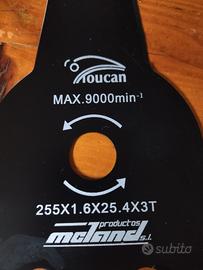 Toucan
MAX.9000min⁻¹
255X1.6X25.4X3T
productos
mcLand s.l.
subito